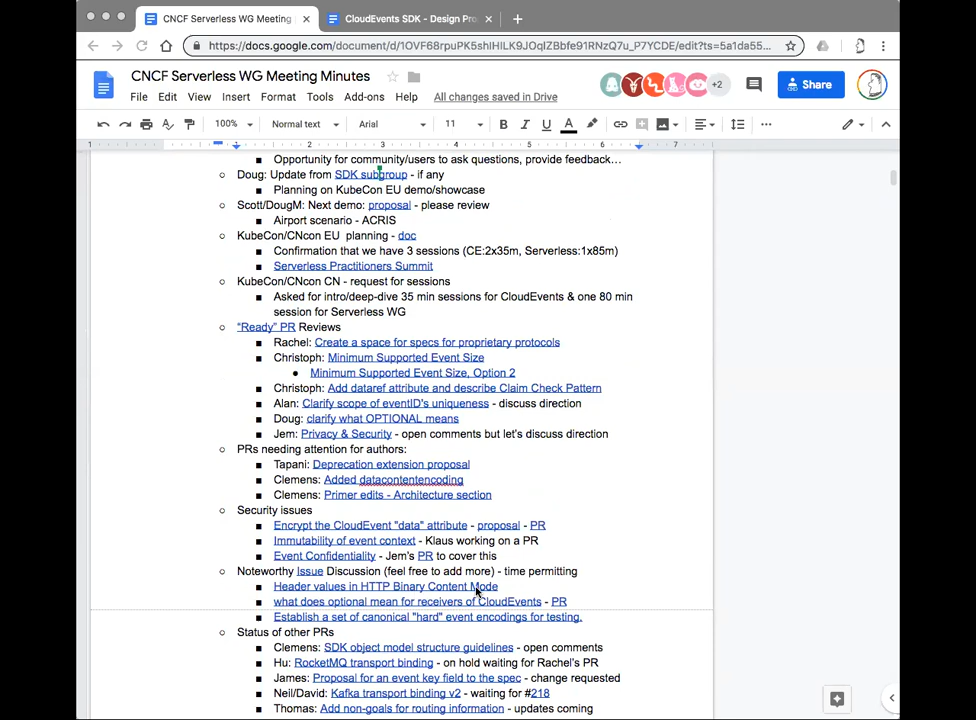 CNCF Serverless WG Meeting
CloudEvents SDK - Design Pro
https://docs.google.com/document/d/1OVF68rpuPK5shIHILK9JOqIZBbfe91RNzQ7u_P7YCDE/edit?ts=5a1da55...
CNCF Serverless WG Meeting Minutes
+2
Share
File Edit View Insert Format Tools Add-ons Help All changes saved in Drive
100% Normal text Arial 11 B I U A
1 1 2 3 4 5 6 7
Opportunity for community/users to ask questions, provide feedback…
Doug: Update from SDK subgroup - if any
Planning on KubeCon EU demo/showcase
Scott/DougM: Next demo: proposal - please review
Airport scenario - ACRIS
KubeCon/CNcon EU planning - doc
Confirmation that we have 3 sessions (CE:2x35m, Serverless:1x85m)
Serverless Practitioners Summit
KubeCon/CNcon CN - request for sessions
Asked for intro/deep-dive 35 min sessions for CloudEvents & one 80 min
session for Serverless WG
“Ready” PR Reviews
Rachel: Create a space for specs for proprietary protocols
Christoph: Minimum Supported Event Size
Minimum Supported Event Size, Option 2
Christoph: Add dataref attribute and describe Claim Check Pattern
Alan: Clarify scope of eventID's uniqueness - discuss direction
Doug: clarify what OPTIONAL means
Jem: Privacy & Security - open comments but let's discuss direction
PRs needing attention for authors:
Tapani: Deprecation extension proposal
Clemens: Added datacontentencoding
Clemens: Primer edits - Architecture section
Security issues
Encrypt the CloudEvent "data" attribute - proposal - PR
Immutability of event context - Klaus working on a PR
Event Confidentiality - Jem's PR to cover this
Noteworthy Issue Discussion (feel free to add more) - time permitting
Header values in HTTP Binary Content Mode
what does optional mean for receivers of CloudEvents - PR
Establish a set of canonical "hard" event encodings for testing.
Status of other PRs
Clemens: SDK object model structure guidelines - open comments
Hu: RocketMQ transport binding - on hold waiting for Rachel's PR
James: Proposal for an event key field to the spec - change requested
Neil/David: Kafka transport binding v2 - waiting for #218
Thomas: Add non-goals for routing information - updates coming